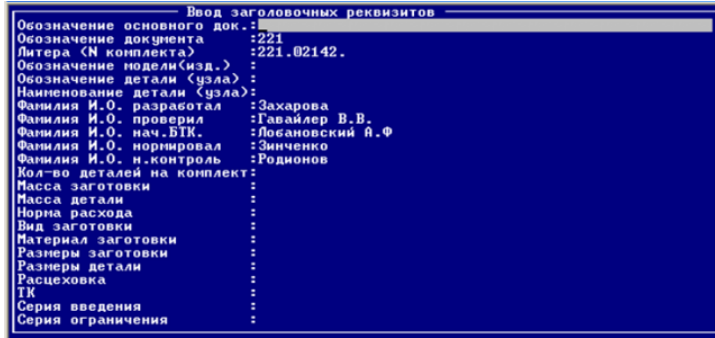 Ввод заголовочных реквизитов
Обозначение основного док.:
Обозначение документа :221
Литера (N комплекта) :221.02142.
Обозначение модели(изд.) :
Обозначение детали (узла) :
Наименование детали (узла):
Фамилия И.О. разработал :Захарова
Фамилия И.О. проверил :Гавайлер В.В.
Фамилия И.О. нач.БТК. :Лобановский А.Ф
Фамилия И.О. нормировал :Зинченко
Фамилия И.О. н.контроль :Родионов
Кол-во деталей на комплект:
Масса заготовки :
Масса детали :
Норма расхода :
Вид заготовки :
Материал заготовки :
Размеры заготовки :
Размеры детали :
Расцеховка :
ТК :
Серия введения :
Серия ограничения :